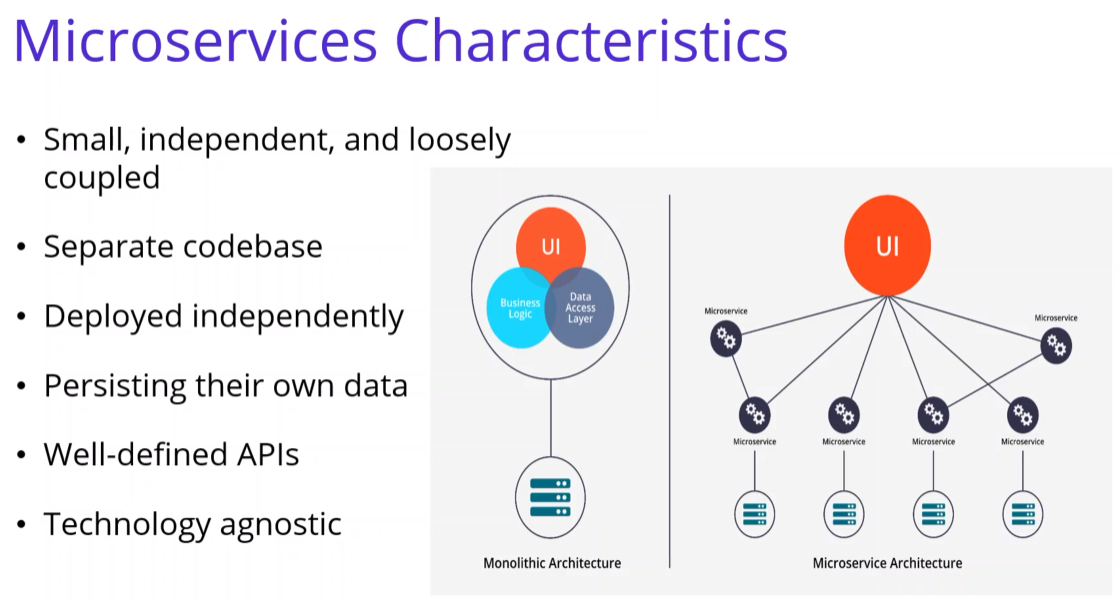 Microservices Characteristics
• Small, independent, and loosely
coupled
• Separate codebase
• Deployed independently
• Persisting their own data
• Well-defined APIs
• Technology agnostic
UI
Business
Logic
Data
Access
Layer
Monolithic Architecture
UI
Microservice
Microservice
Microservice
Microservice
Microservice
Microservice
Microservice Architecture